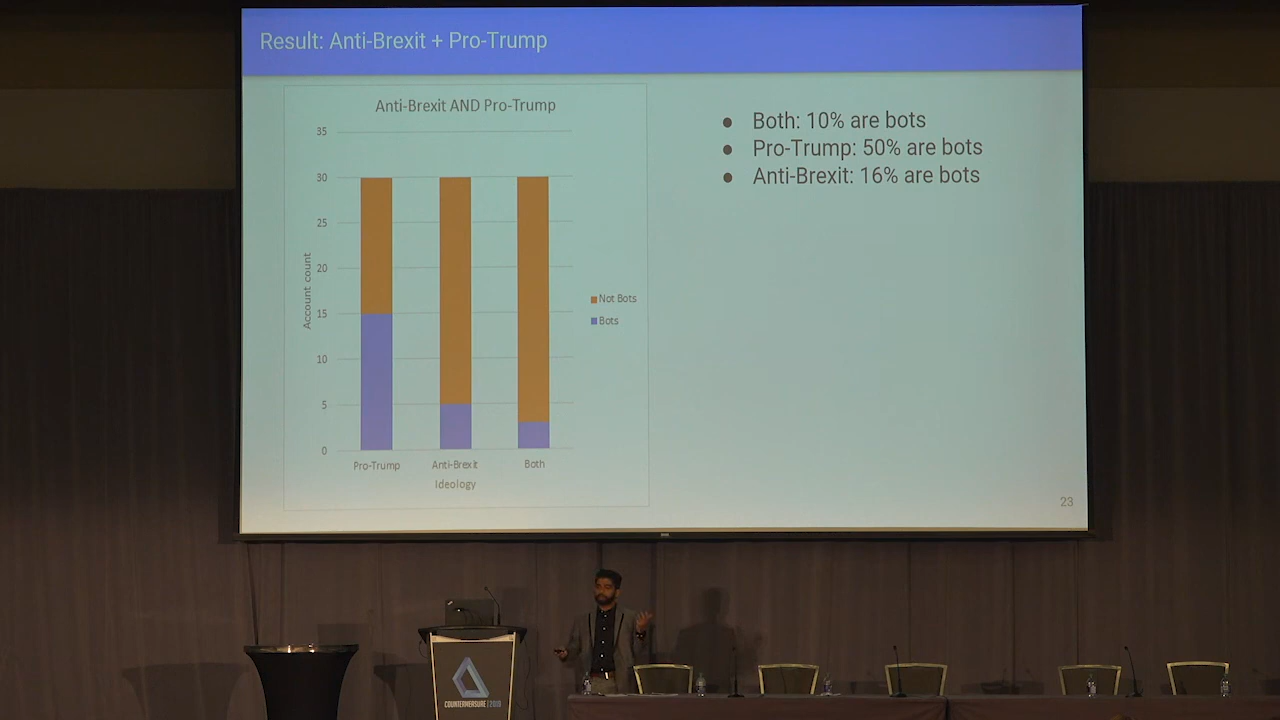 Result: Anti-Brexit + Pro-Trump
Anti-Brexit AND Pro-Trump
35
30
25
20
15
10
5
0
Account count
Pro-Trump
Anti-Brexit
Both
Ideology
Not Bots
Bots
● Both: 10% are bots
● Pro-Trump: 50% are bots
● Anti-Brexit: 16% are bots
23
COUNTERMEASURE | 2019